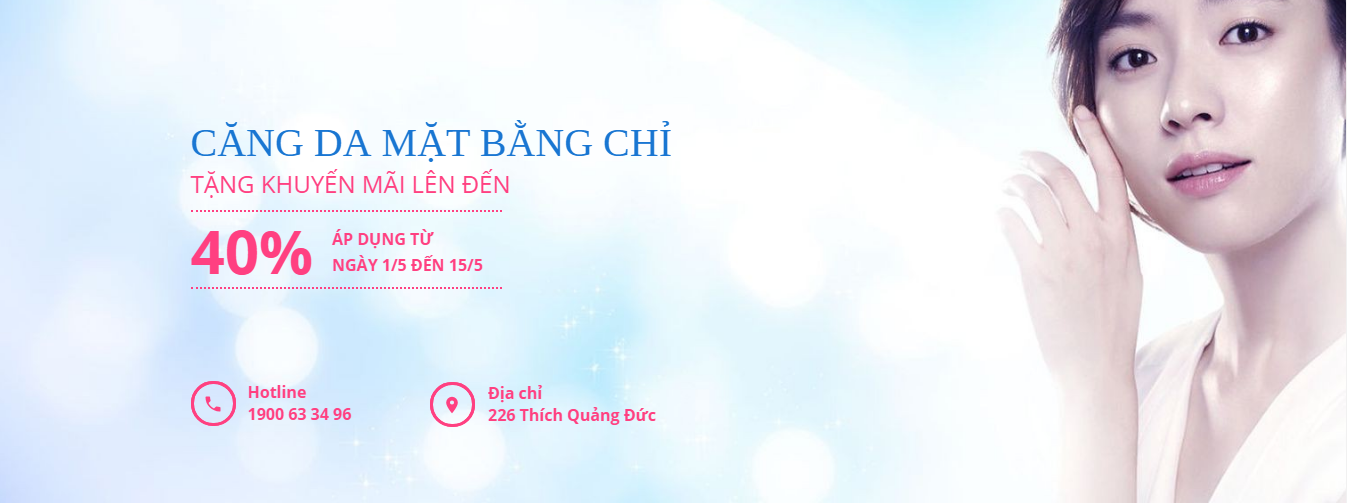 CĂNG DA MẶT BẰNG CHỈ
TẶNG KHUYẾN MÃI LÊN ĐẾN
40%
ÁP DỤNG TỪ
NGÀY 1/5 ĐẾN 15/5
Hotline
1900 63 34 96
Địa chỉ
226 Thích Quảng Đức